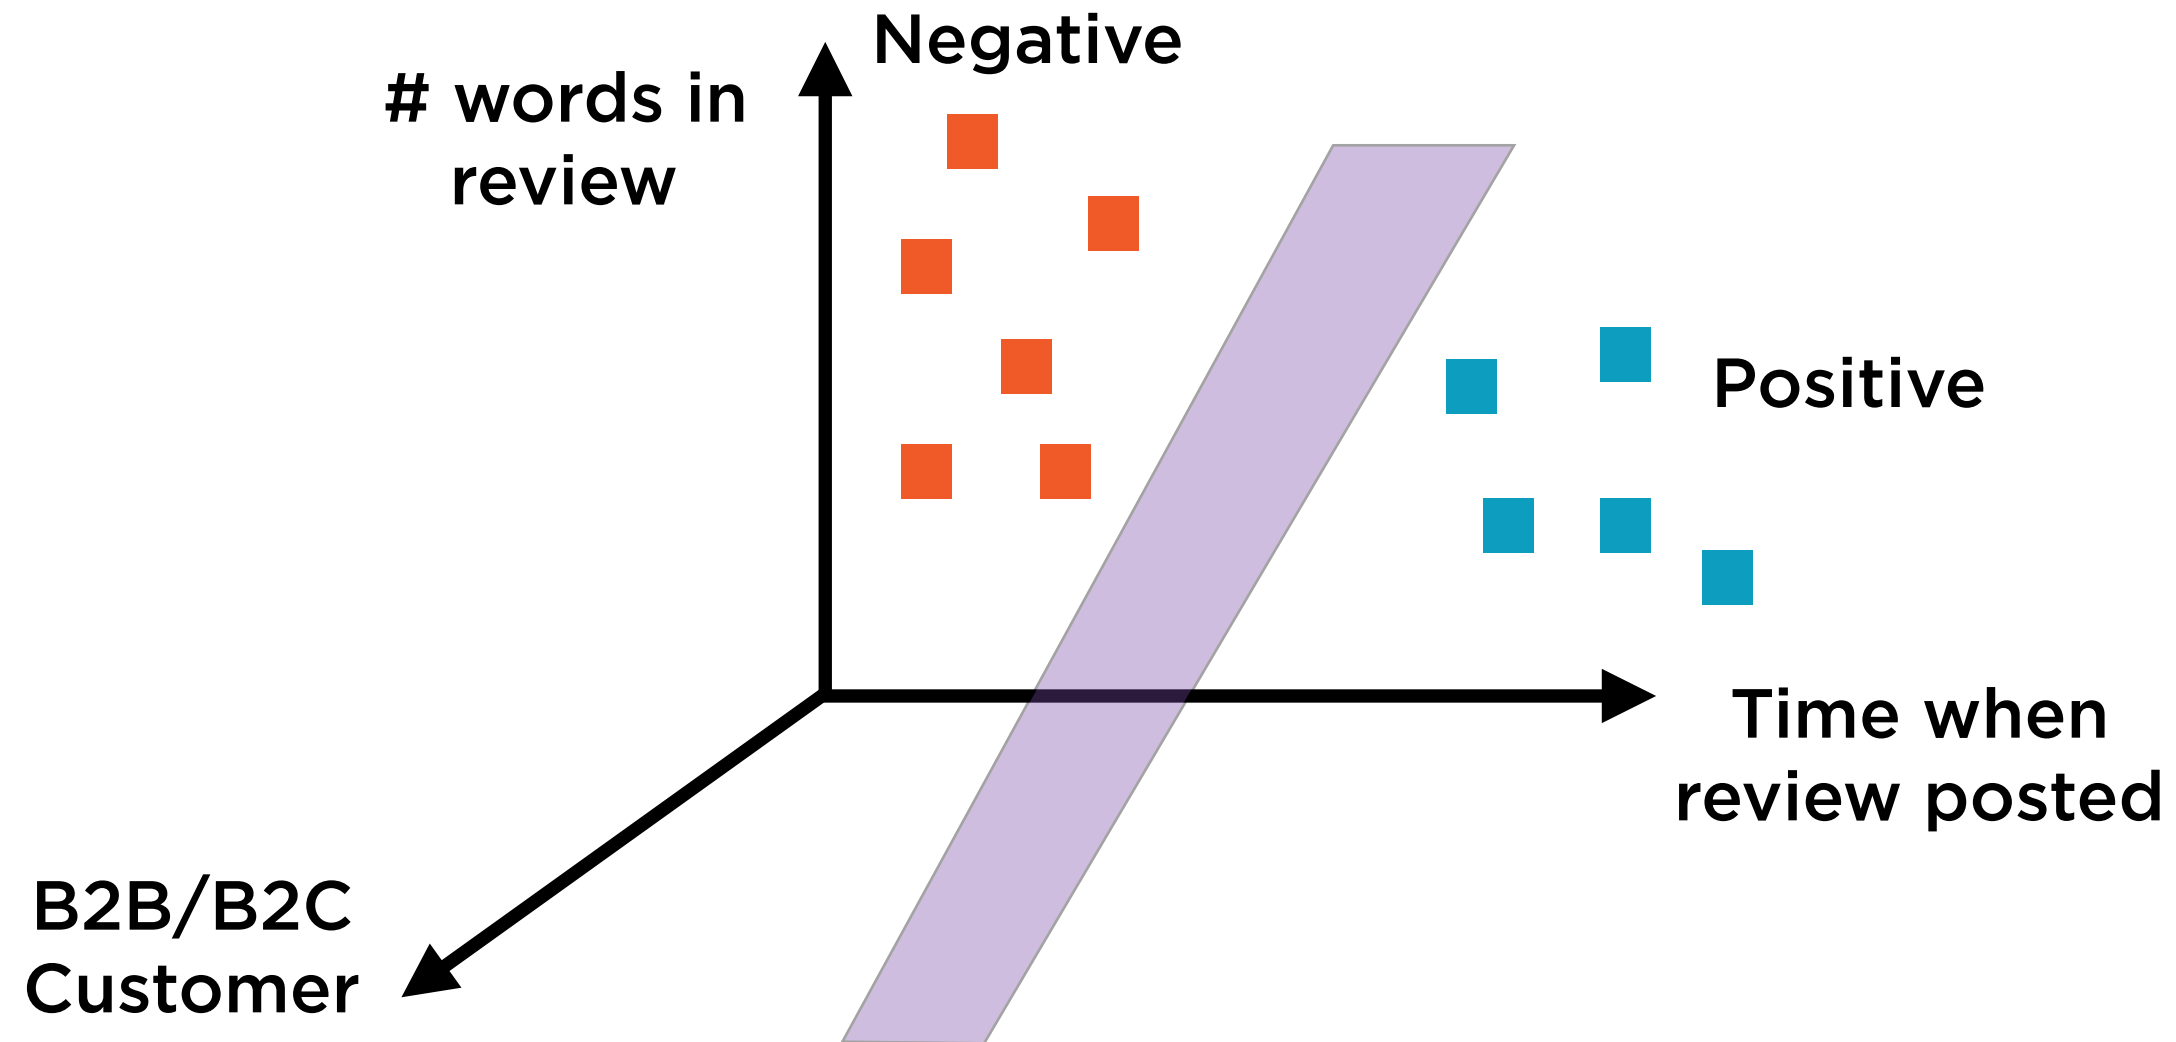 Negative
# words in
review
Positive
Time when
review posted
B2B/B2C
Customer